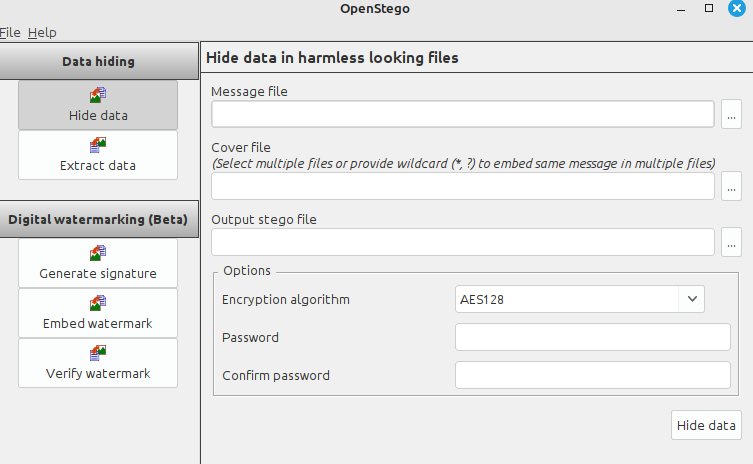 OpenStego
File Help
Data hiding
Hide data
Extract data
Digital watermarking (Beta)
Generate signature
Embed watermark
Verify watermark
Hide data in harmless looking files
Message file
...
Cover file
(Select multiple files or provide wildcard (*, ?) to embed same message in multiple files)
...
Output stego file
...
Options
Encryption algorithm
AES128
Password
Confirm password
Hide data